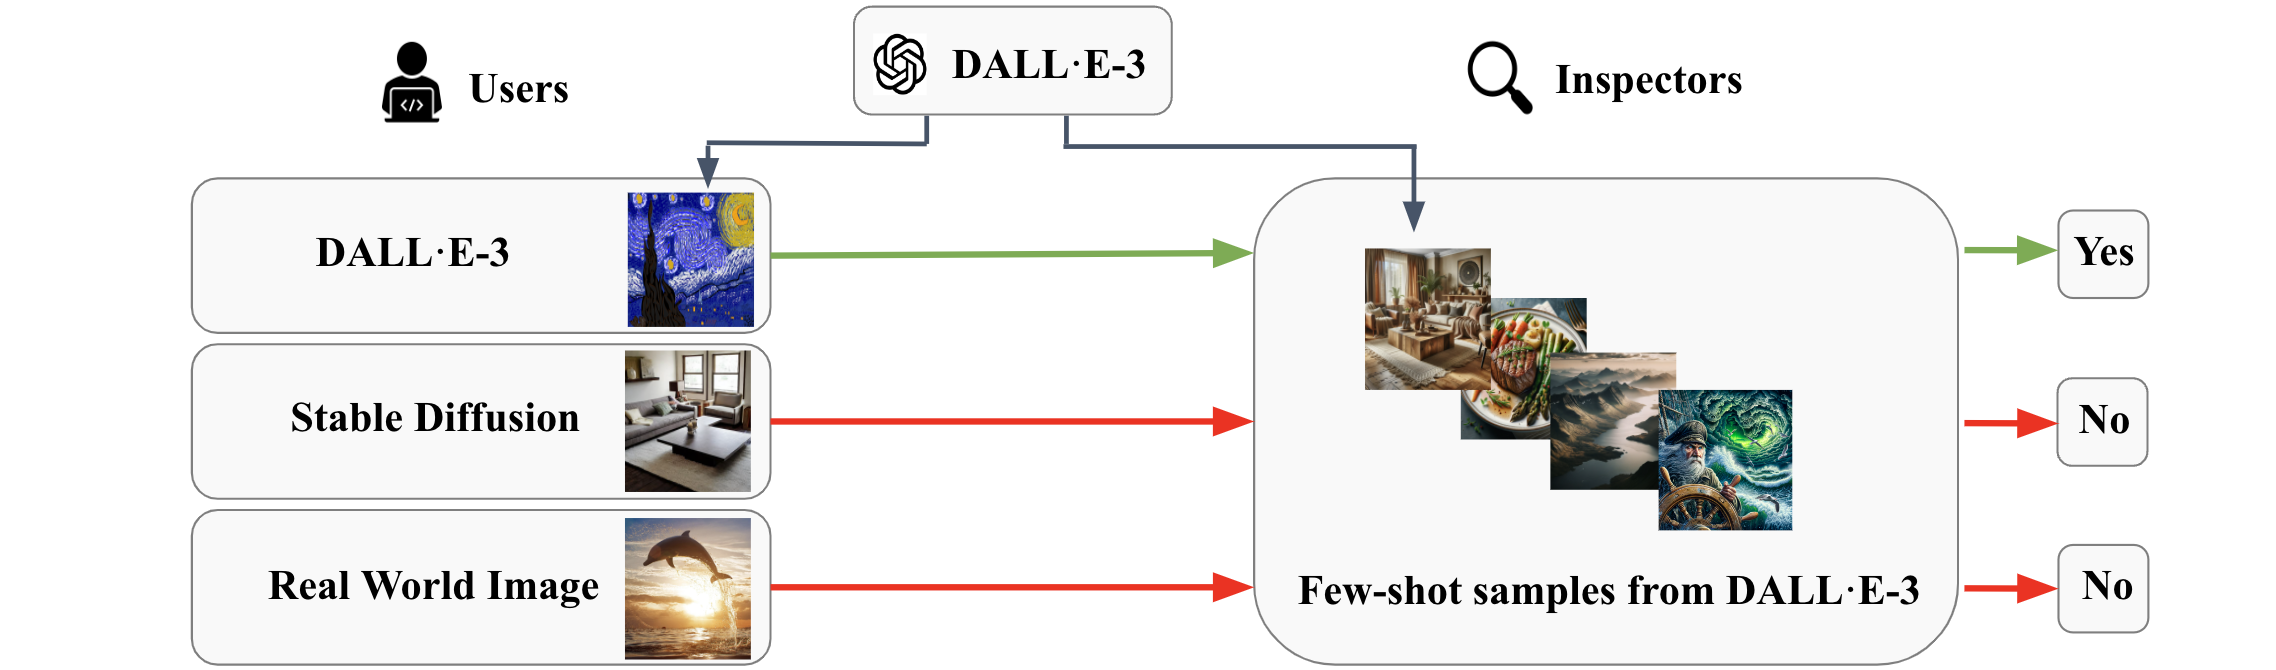 Users
DALL·E-3
Inspectors
DALL·E-3
Yes
Stable Diffusion
No
Real World Image
Few-shot samples from DALL·E-3
No